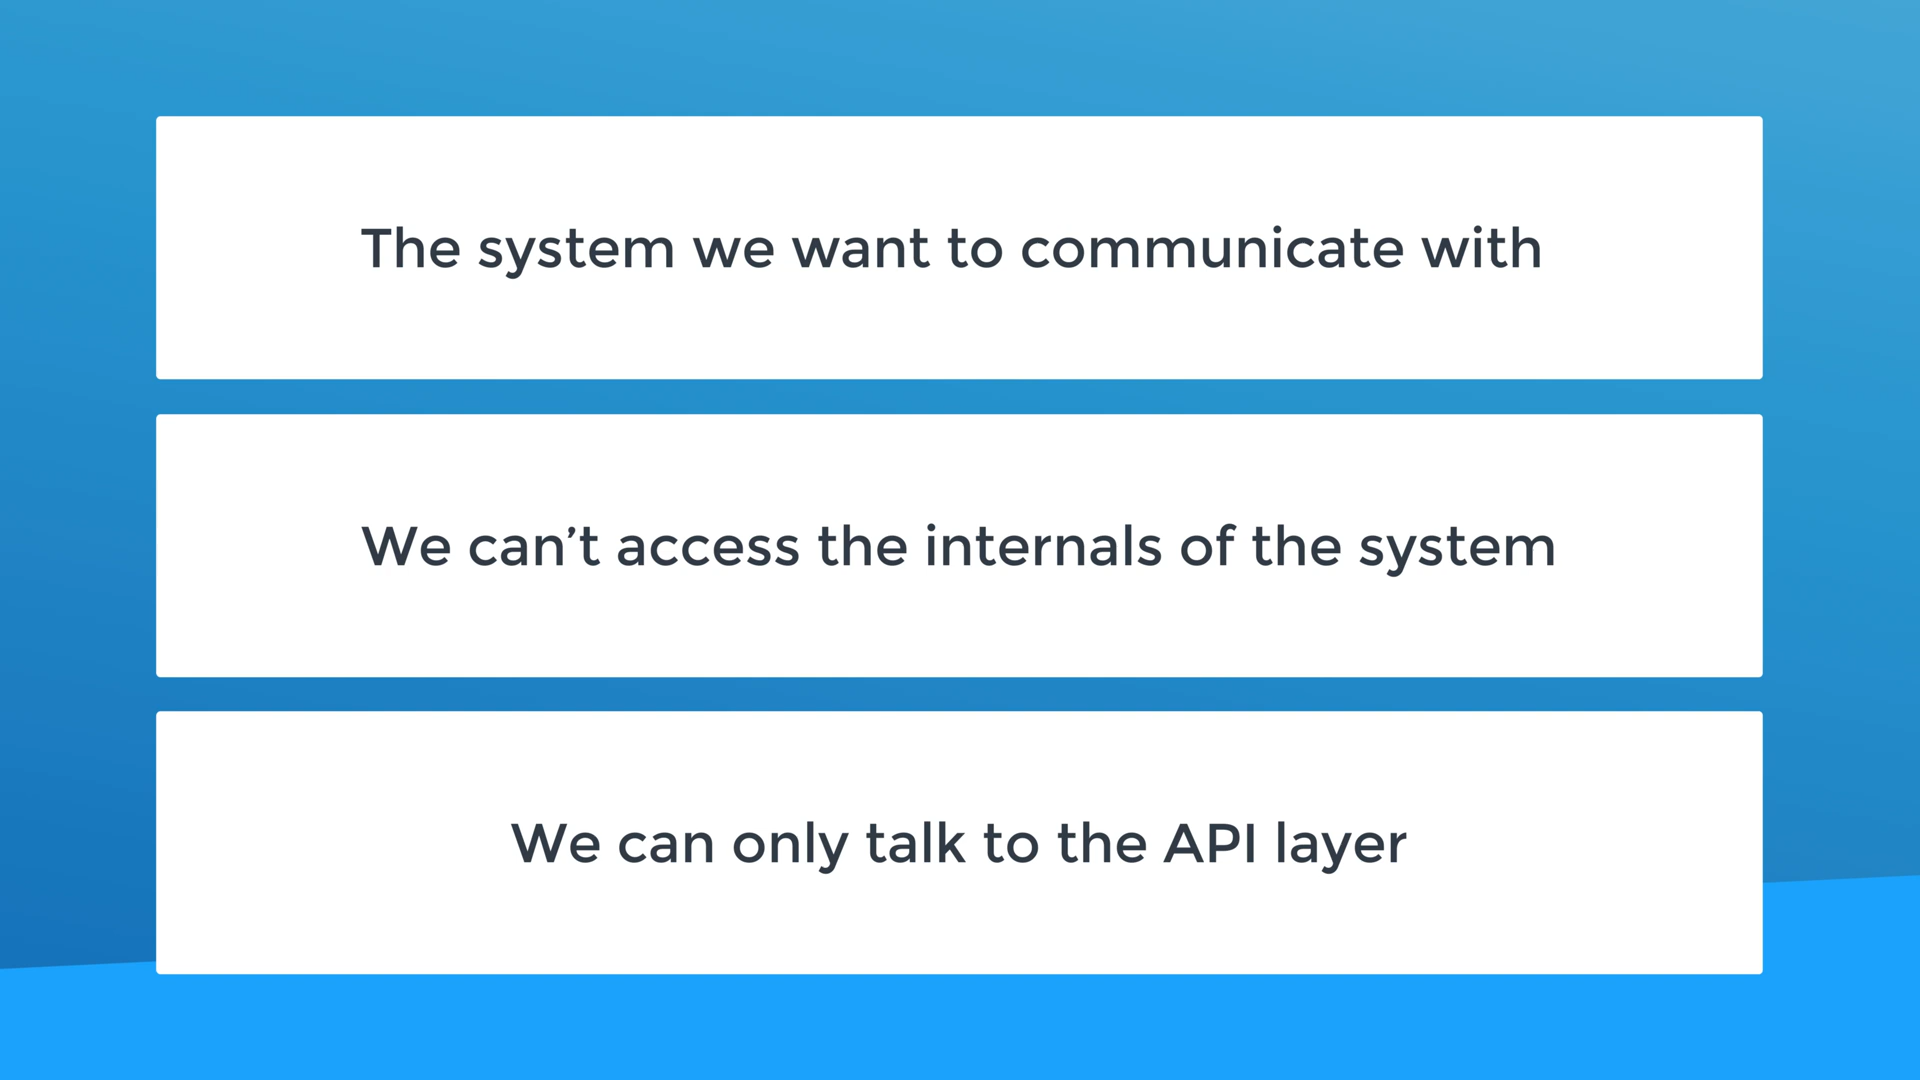 The system we want to communicate with
We can’t access the internals of the system
We can only talk to the API layer